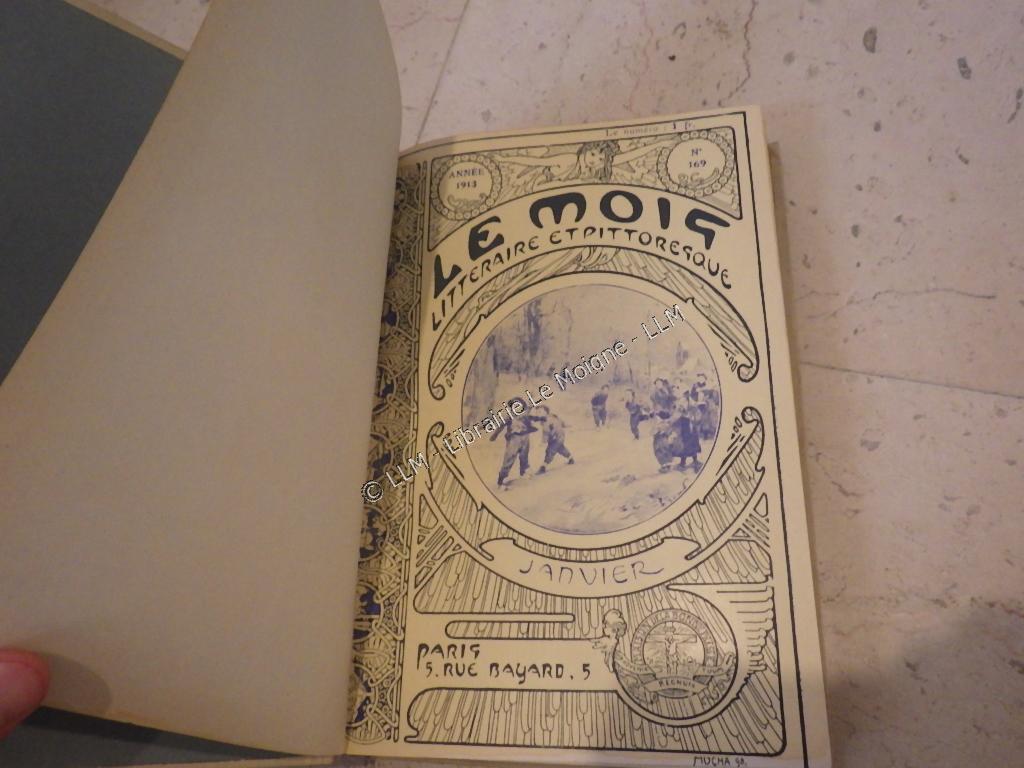 Le numéro : 1 fr.
ANNÉE
1913
N°
169
LE MOIS
LITTERAIRE ET PITTORESQUE
© LLM - Librairie Le Moigne - LLM
JANVIER
PARIS
5, RUE BAYARD, 5
MUCHA 98.